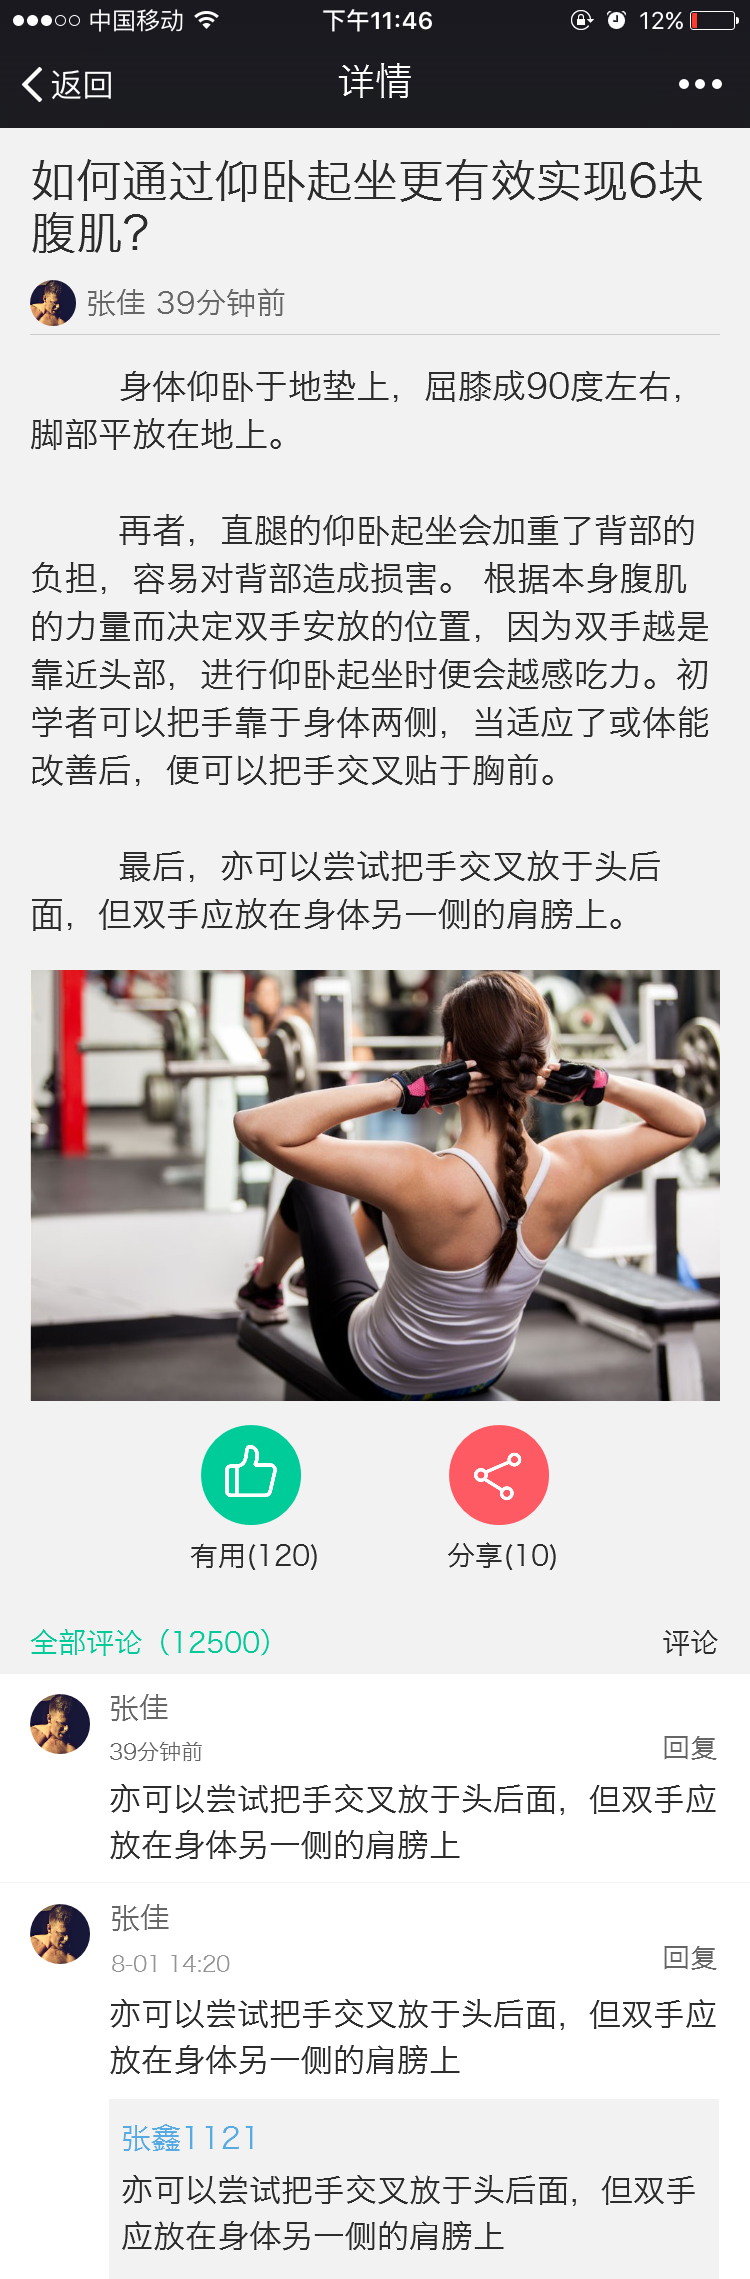 中国移动 下午11:46 12%
返回 详情
如何通过仰卧起坐更有效实现6块
腹肌?
张佳 39分钟前
身体仰卧于地垫上，屈膝成90度左右，
脚部平放在地上。
再者，直腿的仰卧起坐会加重了背部的
负担，容易对背部造成损害。 根据本身腹肌
的力量而决定双手安放的位置，因为双手越是
靠近头部，进行仰卧起坐时便会越感吃力。初
学者可以把手靠于身体两侧，当适应了或体能
改善后，便可以把手交叉贴于胸前。
最后，亦可以尝试把手交叉放于头后
面，但双手应放在身体另一侧的肩膀上。
有用(120) 分享(10)
全部评论（12500） 评论
张佳
39分钟前 回复
亦可以尝试把手交叉放于头后面，但双手应
放在身体另一侧的肩膀上
张佳
8-01 14:20 回复
亦可以尝试把手交叉放于头后面，但双手应
放在身体另一侧的肩膀上
张鑫1121
亦可以尝试把手交叉放于头后面，但双手
应放在身体另一侧的肩膀上